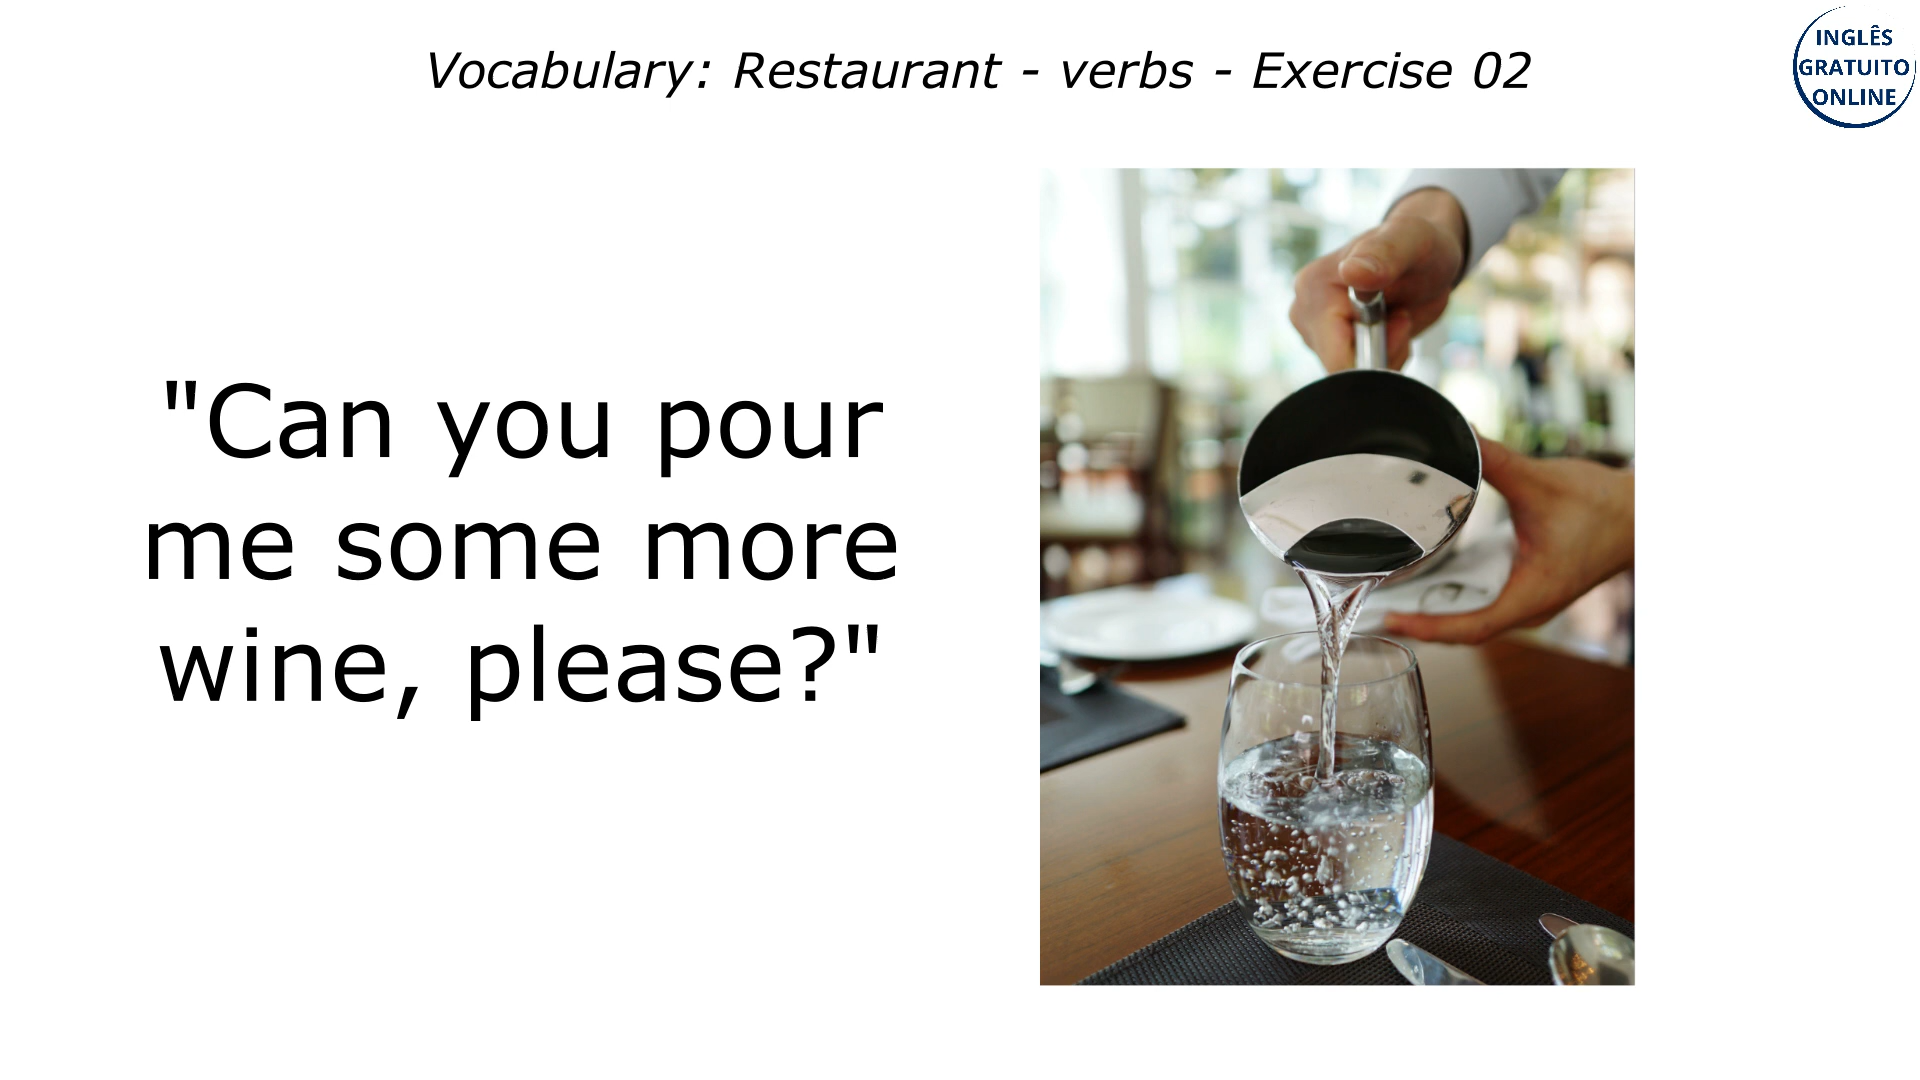 Vocabulary: Restaurant - verbs - Exercise 02
INGLÊS
GRATUITO
ONLINE
"Can you pour
me some more
wine, please?"